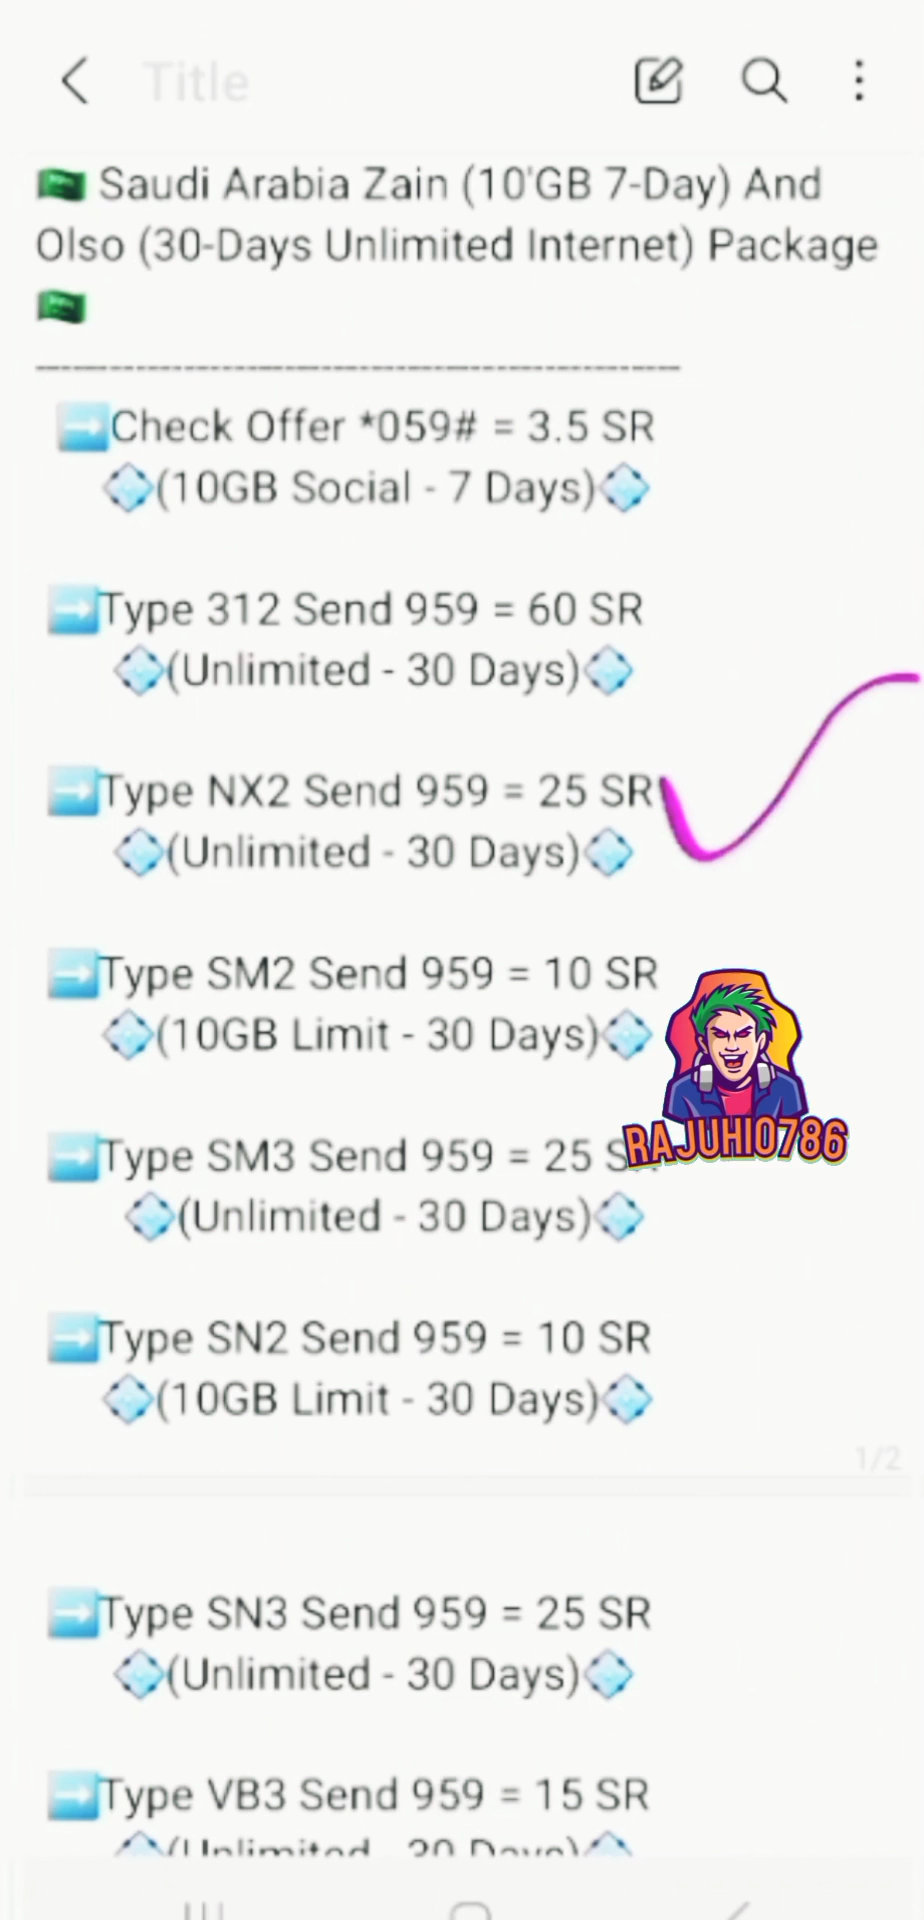 Title
🇸🇦 Saudi Arabia Zain (10'GB 7-Day) And
Olso (30-Days Unlimited Internet) Package
🇸🇦
------------------------------------------------------
➡️Check Offer *059# = 3.5 SR
💠(10GB Social - 7 Days)💠
➡️Type 312 Send 959 = 60 SR
💠(Unlimited - 30 Days)💠
➡️Type NX2 Send 959 = 25 SR
💠(Unlimited - 30 Days)💠
➡️Type SM2 Send 959 = 10 SR
💠(10GB Limit - 30 Days)💠
RAJUHI0786
➡️Type SM3 Send 959 = 25 S
💠(Unlimited - 30 Days)💠
➡️Type SN2 Send 959 = 10 SR
💠(10GB Limit - 30 Days)💠
1/2
➡️Type SN3 Send 959 = 25 SR
💠(Unlimited - 30 Days)💠
➡️Type VB3 Send 959 = 15 SR
💠(Unlimited - 30 Days)💠